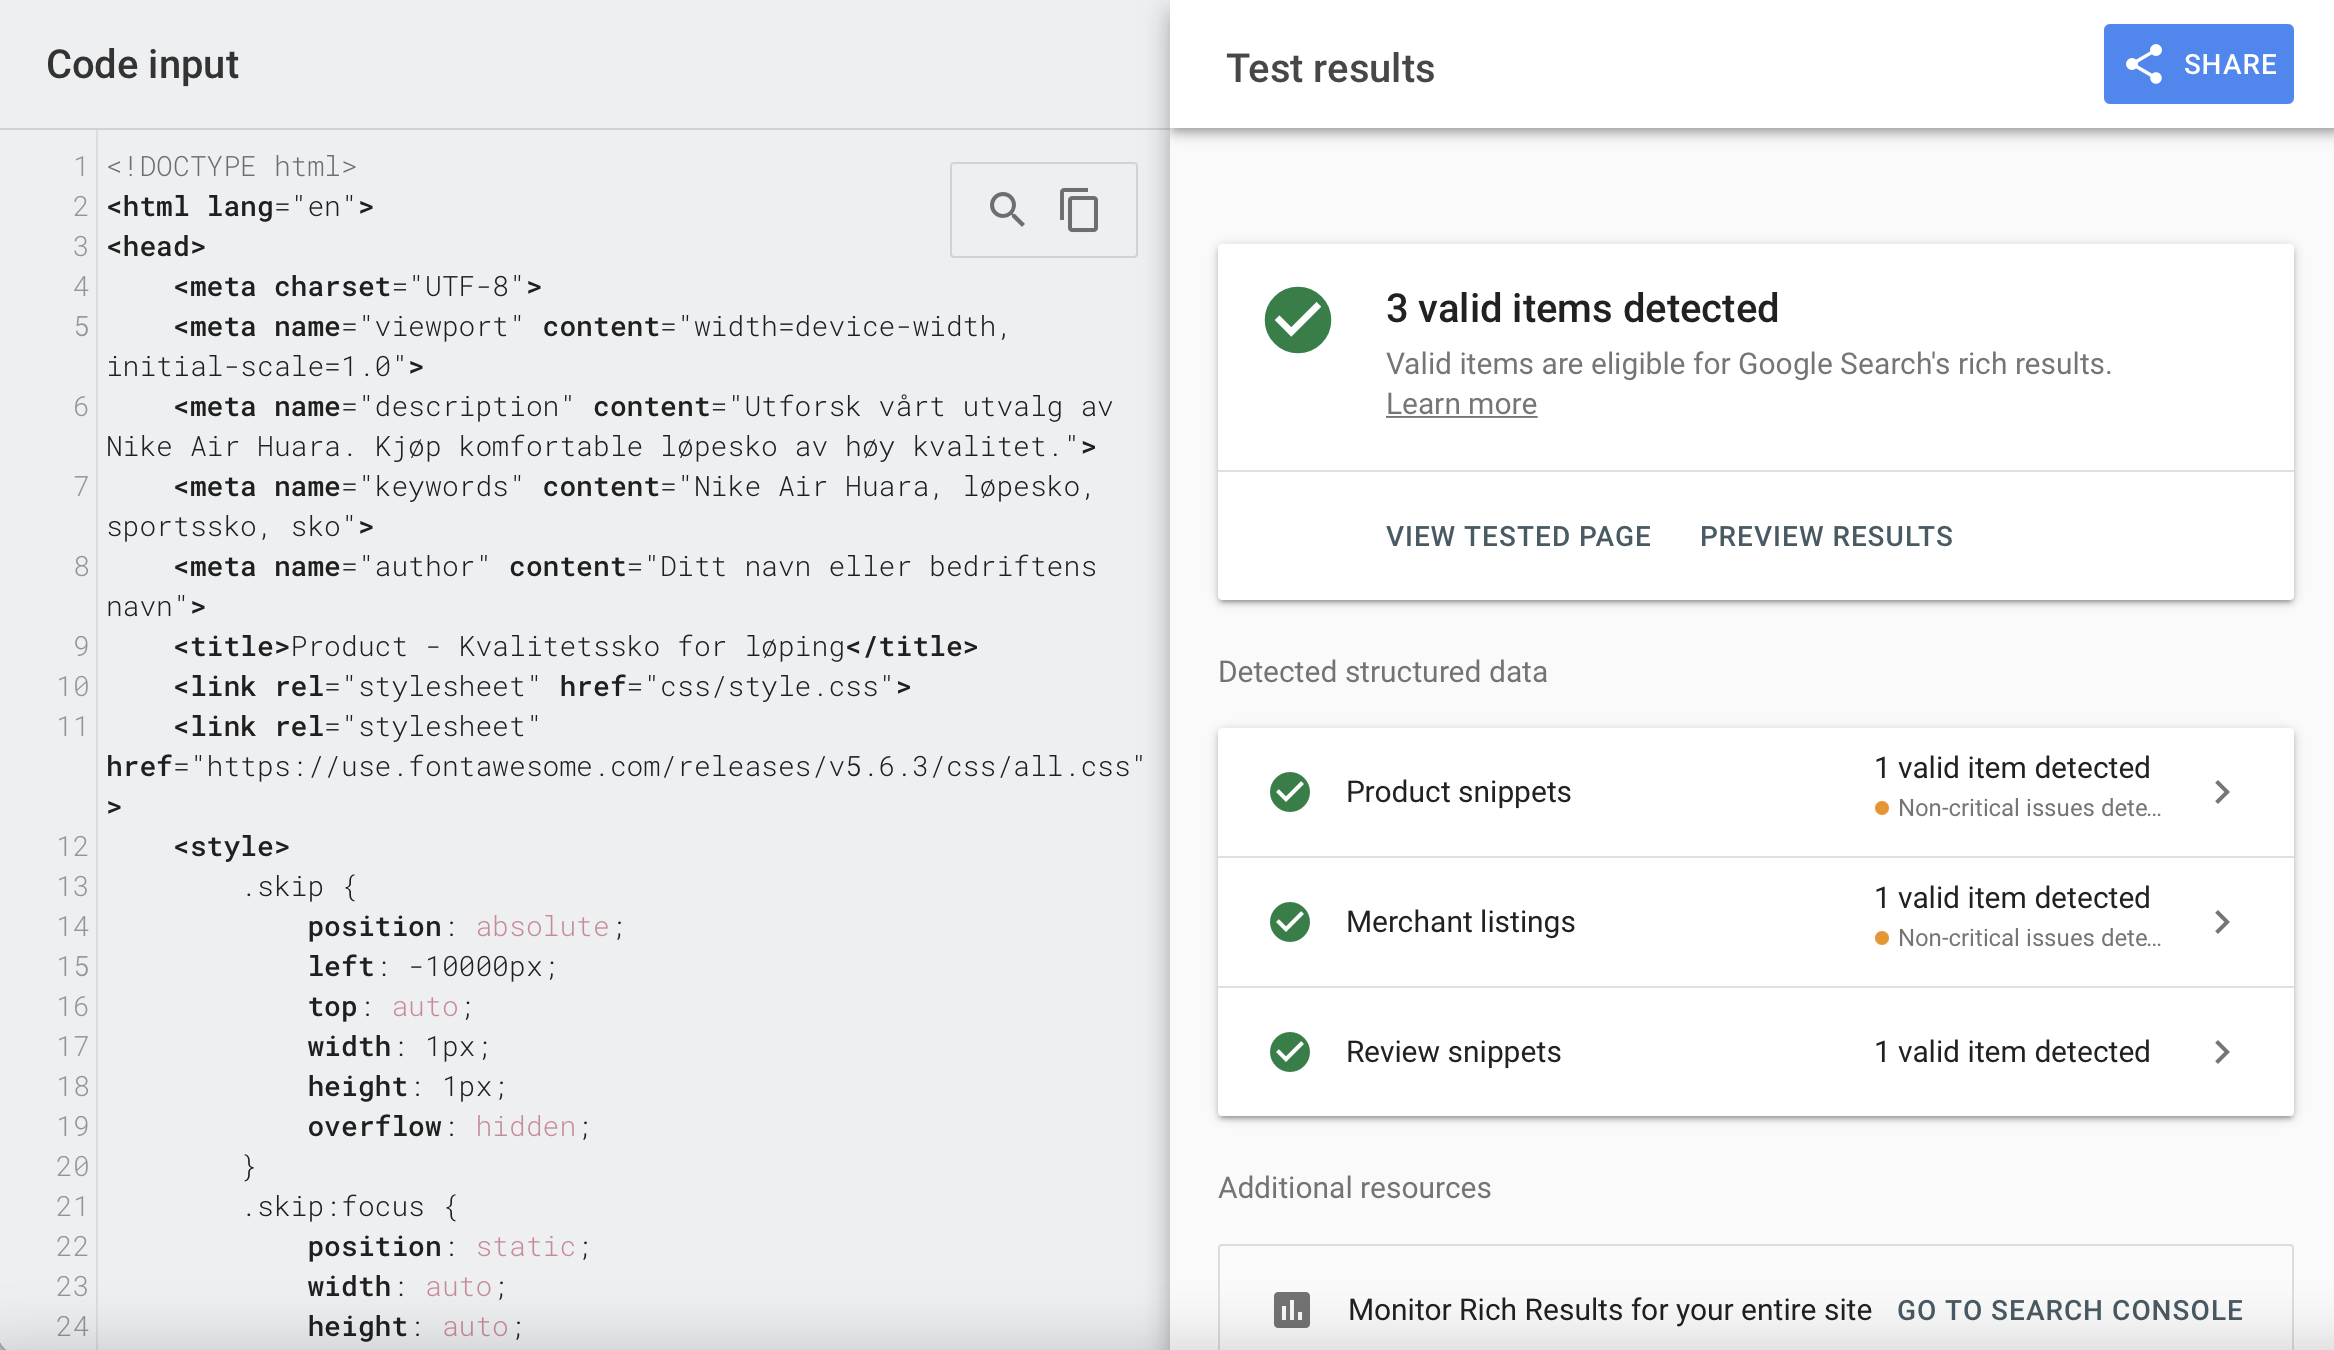 Code input
1 <!DOCTYPE html>
2 <html lang="en">
3 <head>
4 <meta charset="UTF-8">
5 <meta name="viewport" content="width=device-width,
initial-scale=1.0">
6 <meta name="description" content="Utforsk vårt utvalg av
Nike Air Huara. Kjøp komfortable løpesko av høy kvalitet.">
7 <meta name="keywords" content="Nike Air Huara, løpesko,
sportssko, sko">
8 <meta name="author" content="Ditt navn eller bedriftens
navn">
9 <title>Product - Kvalitetssko for løping</title>
10 <link rel="stylesheet" href="css/style.css">
11 <link rel="stylesheet"
href="https://use.fontawesome.com/releases/v5.6.3/css/all.css"
>
12 <style>
13 .skip {
14 position: absolute;
15 left: -10000px;
16 top: auto;
17 width: 1px;
18 height: 1px;
19 overflow: hidden;
20 }
21 .skip:focus {
22 position: static;
23 width: auto;
24 height: auto;
Test results
SHARE
3 valid items detected
Valid items are eligible for Google Search's rich results.
Learn more
VIEW TESTED PAGE PREVIEW RESULTS
Detected structured data
Product snippets
1 valid item detected
Non-critical issues dete...
Merchant listings
1 valid item detected
Non-critical issues dete...
Review snippets
1 valid item detected
Additional resources
Monitor Rich Results for your entire site GO TO SEARCH CONSOLE